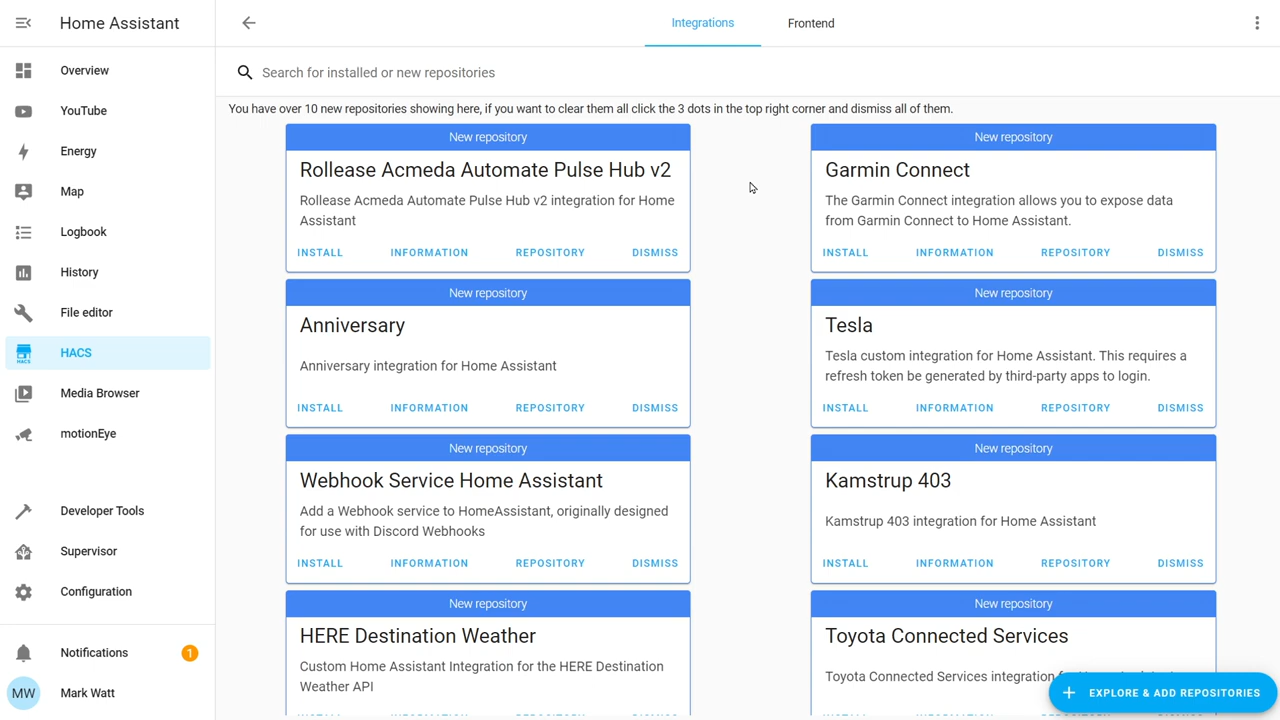 Home Assistant
Overview
YouTube
Energy
Map
Logbook
History
File editor
HACS
HACS
Media Browser
motionEye
Developer Tools
Supervisor
Configuration
Notifications 1
MW Mark Watt
Integrations Frontend
Search for installed or new repositories
You have over 10 new repositories showing here, if you want to clear them all click the 3 dots in the top right corner and dismiss all of them.
New repository
Rollease Acmeda Automate Pulse Hub v2
Rollease Acmeda Automate Pulse Hub v2 integration for Home
Assistant
INSTALL INFORMATION REPOSITORY DISMISS
New repository
Garmin Connect
The Garmin Connect integration allows you to expose data
from Garmin Connect to Home Assistant.
INSTALL INFORMATION REPOSITORY DISMISS
New repository
Anniversary
Anniversary integration for Home Assistant
INSTALL INFORMATION REPOSITORY DISMISS
New repository
Tesla
Tesla custom integration for Home Assistant. This requires a
refresh token be generated by third-party apps to login.
INSTALL INFORMATION REPOSITORY DISMISS
New repository
Webhook Service Home Assistant
Add a Webhook service to HomeAssistant, originally designed
for use with Discord Webhooks
INSTALL INFORMATION REPOSITORY DISMISS
New repository
Kamstrup 403
Kamstrup 403 integration for Home Assistant
INSTALL INFORMATION REPOSITORY DISMISS
New repository
HERE Destination Weather
Custom Home Assistant Integration for the HERE Destination
Weather API
New repository
Toyota Connected Services
Toyota Connected Services integration
EXPLORE & ADD REPOSITORIES